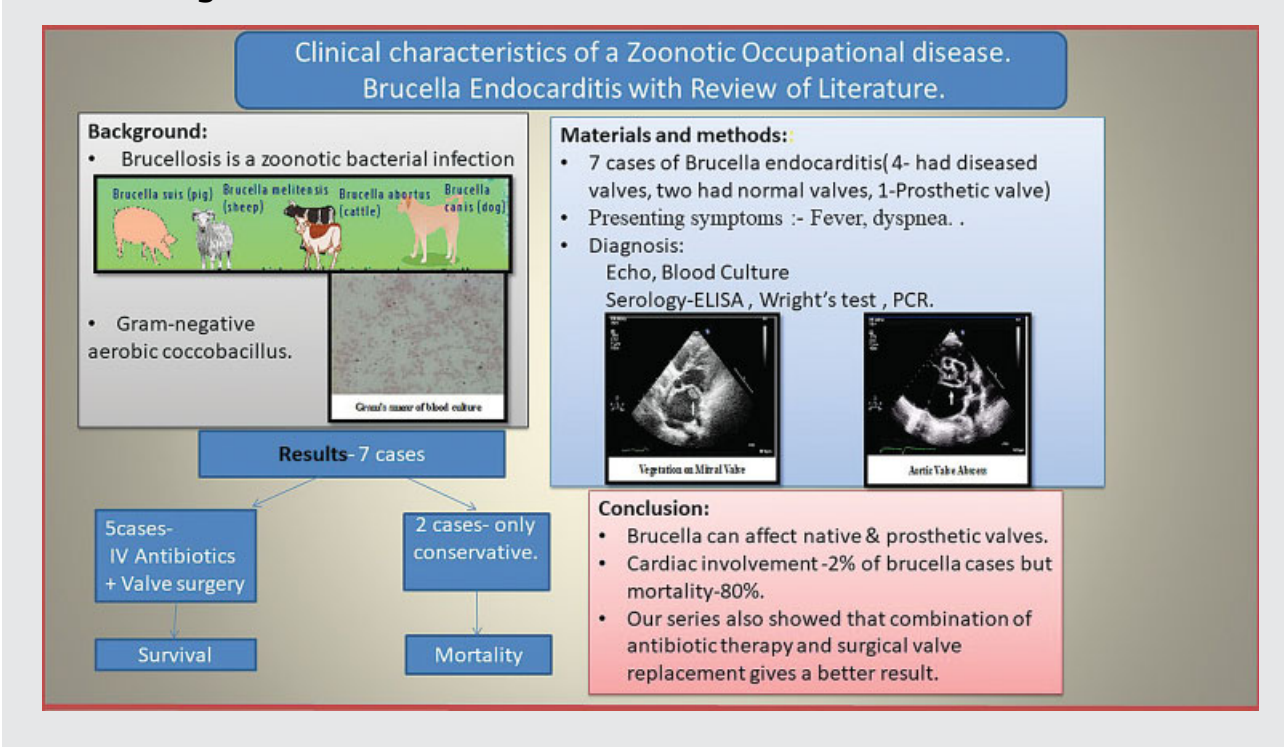 Clinical characteristics of a Zoonotic Occupational disease.
Brucella Endocarditis with Review of Literature.
Background:
• Brucellosis is a zoonotic bacterial infection
Brucella suis (pig)
Brucella melitensis
(sheep)
Brucella abortus
(cattle)
Brucella
canis (dog)
• Gram-negative
aerobic coccobacillus.
Gram's smear of blood culture
Materials and methods::
• 7 cases of Brucella endocarditis( 4- had diseased
valves, two had normal valves, 1-Prosthetic valve)
• Presenting symptoms :- Fever, dyspnea. .
• Diagnosis:
Echo, Blood Culture
Serology-ELISA , Wright's test , PCR.
Vegetation on Mitral Valve
Aortic Valve Abscess
Results- 7 cases
5cases-
IV Antibiotics
+ Valve surgery
Survival
2 cases- only
conservative.
Mortality
Conclusion:
• Brucella can affect native & prosthetic valves.
• Cardiac involvement -2% of brucella cases but
mortality-80%.
• Our series also showed that combination of
antibiotic therapy and surgical valve
replacement gives a better result.